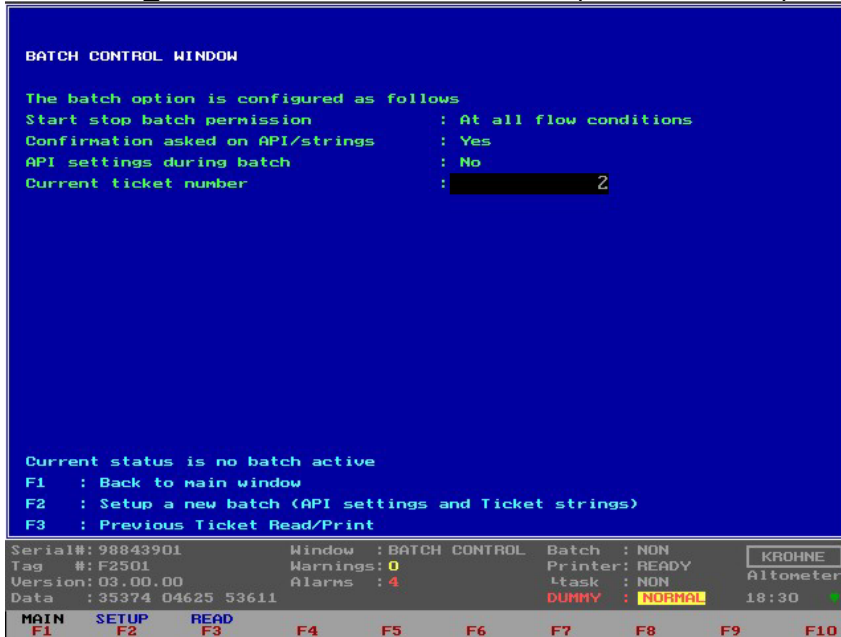 BATCH CONTROL WINDOW
The batch option is configured as follows
Start stop batch permission : At all flow conditions
Confirmation asked on API/strings : Yes
API settings during batch : No
Current ticket number : 2
Current status is no batch active
F1 : Back to main window
F2 : Setup a new batch (API settings and Ticket strings)
F3 : Previous Ticket Read/Print
Serial#: 98843901 Window : BATCH CONTROL Batch : NON KROHNE
Tag #: F2501 Warnings: 0 Printer: READY Altometer
Version: 03.00.00 Alarms : 4 Ltask : NON
Data : 35374 04625 53611 DUMMY : NORMAL 18:30
MAIN SETUP READ
F1 F2 F3 F4 F5 F6 F7 F8 F9 F10